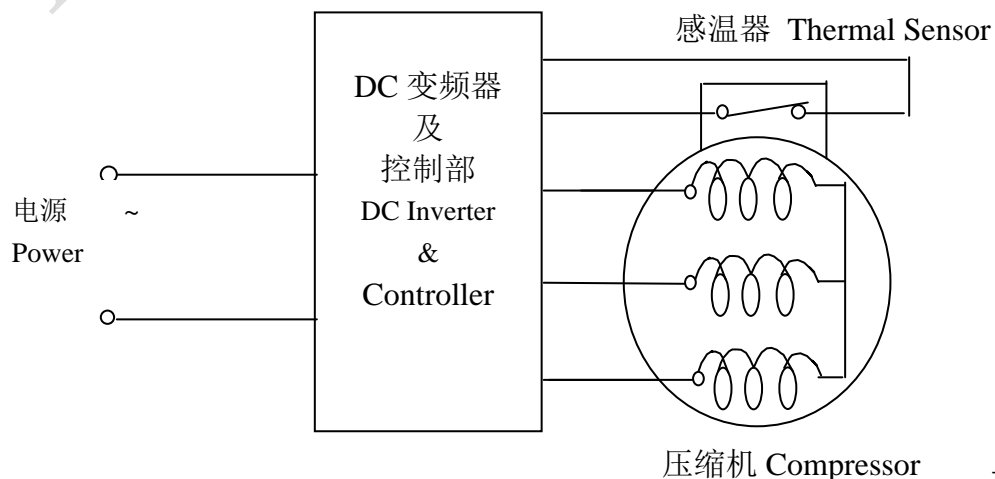 感温器 Thermal Sensor
DC 变频器
及
控制部
DC Inverter
&
Controller
电源 ~
Power
压缩机 Compressor